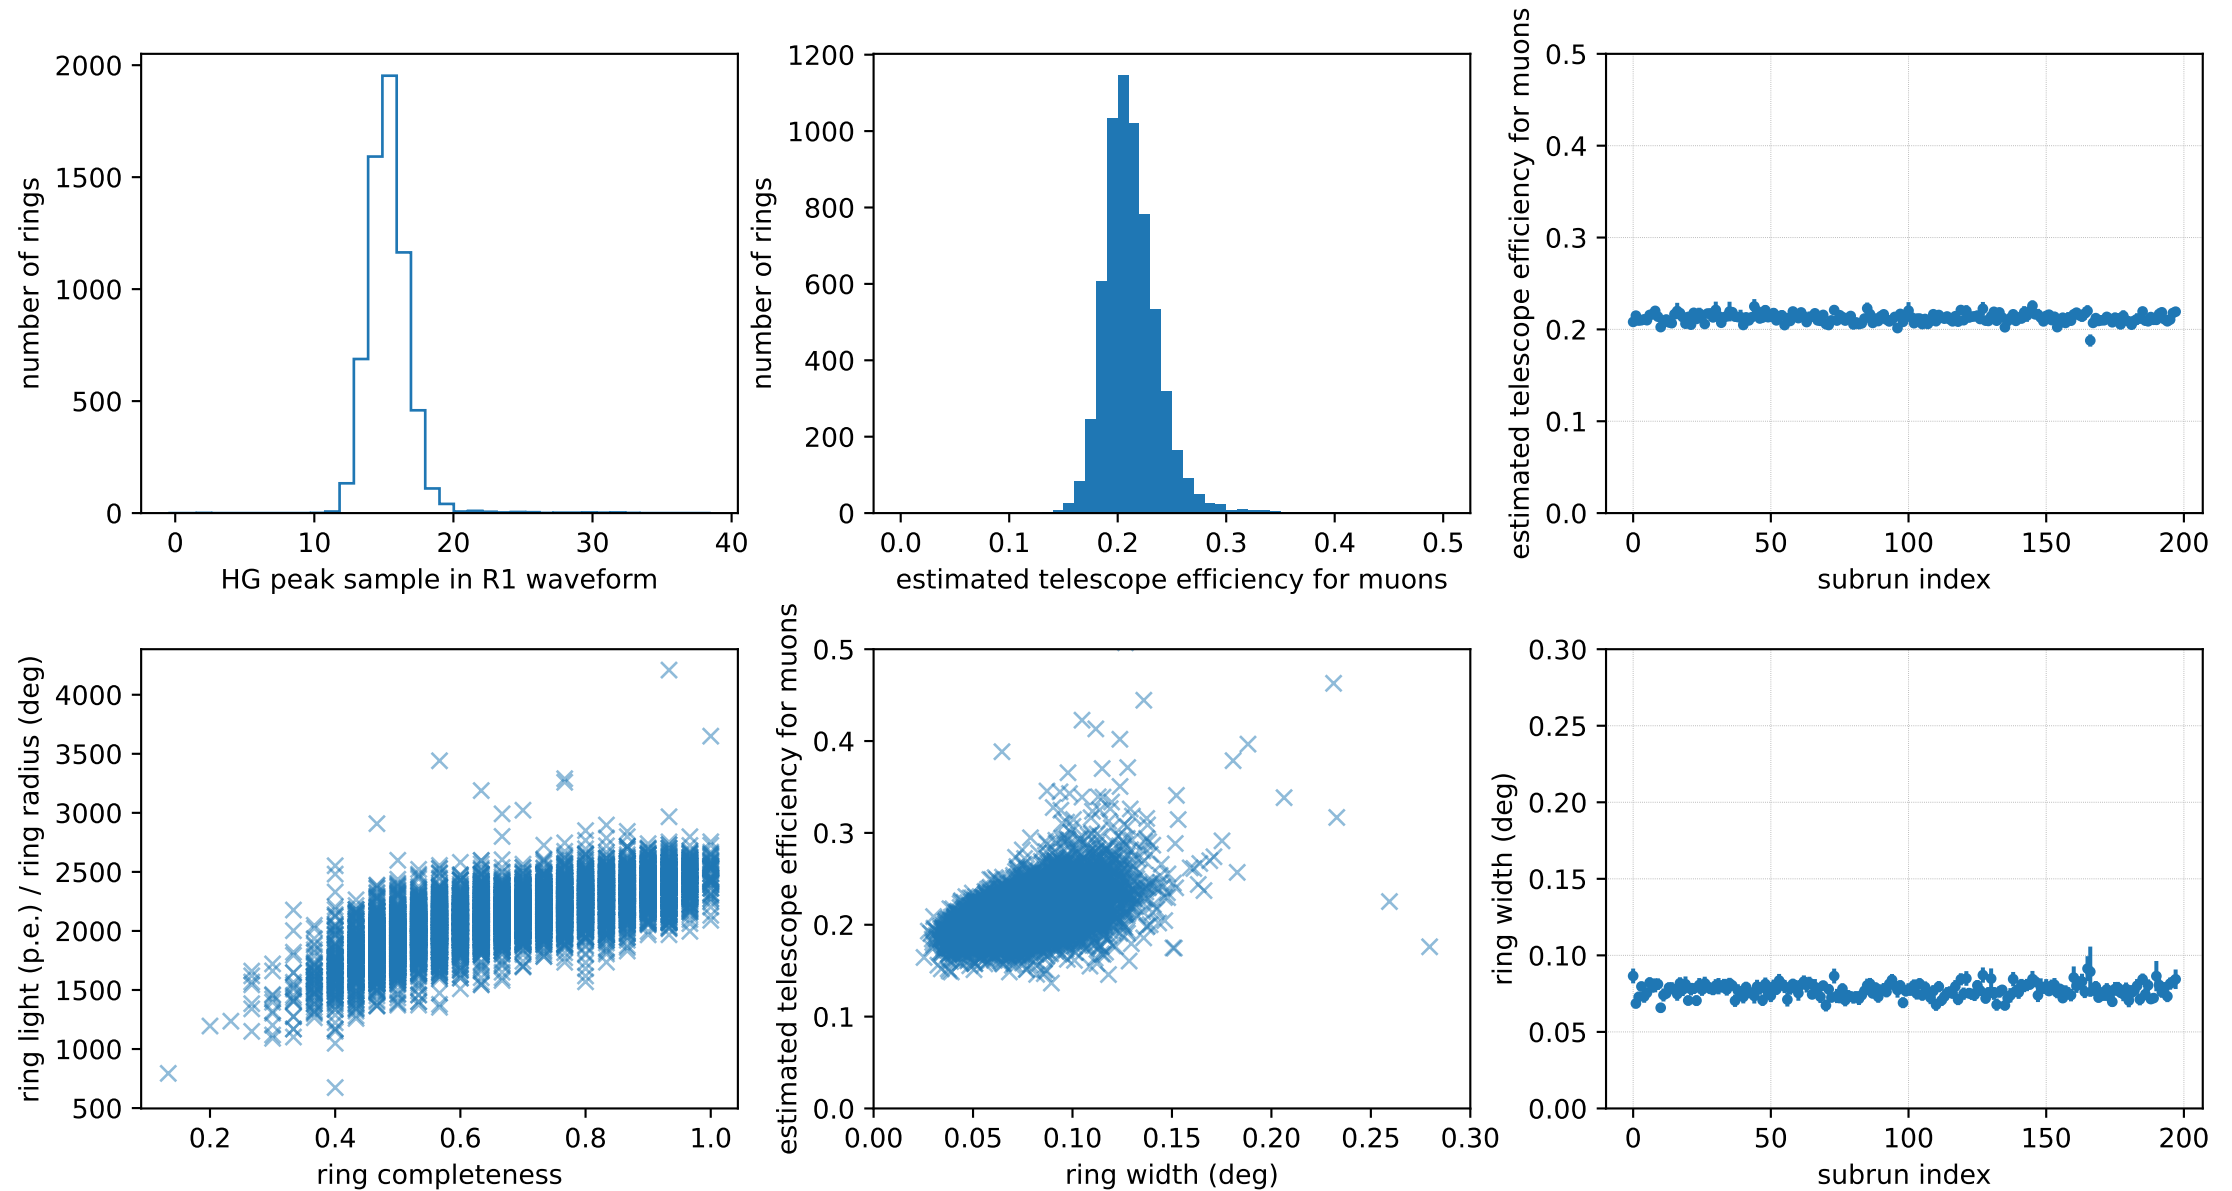 2000
1500
1000
500
0
number of rings
0 10 20 30 40
HG peak sample in R1 waveform
1200
1000
800
600
400
200
0
number of rings
0.0 0.1 0.2 0.3 0.4 0.5
estimated telescope efficiency for muons
0.5
0.4
0.3
0.2
0.1
0.0
estimated telescope efficiency for muons
0 50 100 150 200
subrun index
4000
3500
3000
2500
2000
1500
1000
500
ring light (p.e.) / ring radius (deg)
0.2 0.4 0.6 0.8 1.0
ring completeness
0.5
0.4
0.3
0.2
0.1
0.0
estimated telescope efficiency for muons
0.00 0.05 0.10 0.15 0.20 0.25 0.30
ring width (deg)
0.30
0.25
0.20
0.15
0.10
0.05
0.00
ring width (deg)
0 50 100 150 200
subrun index